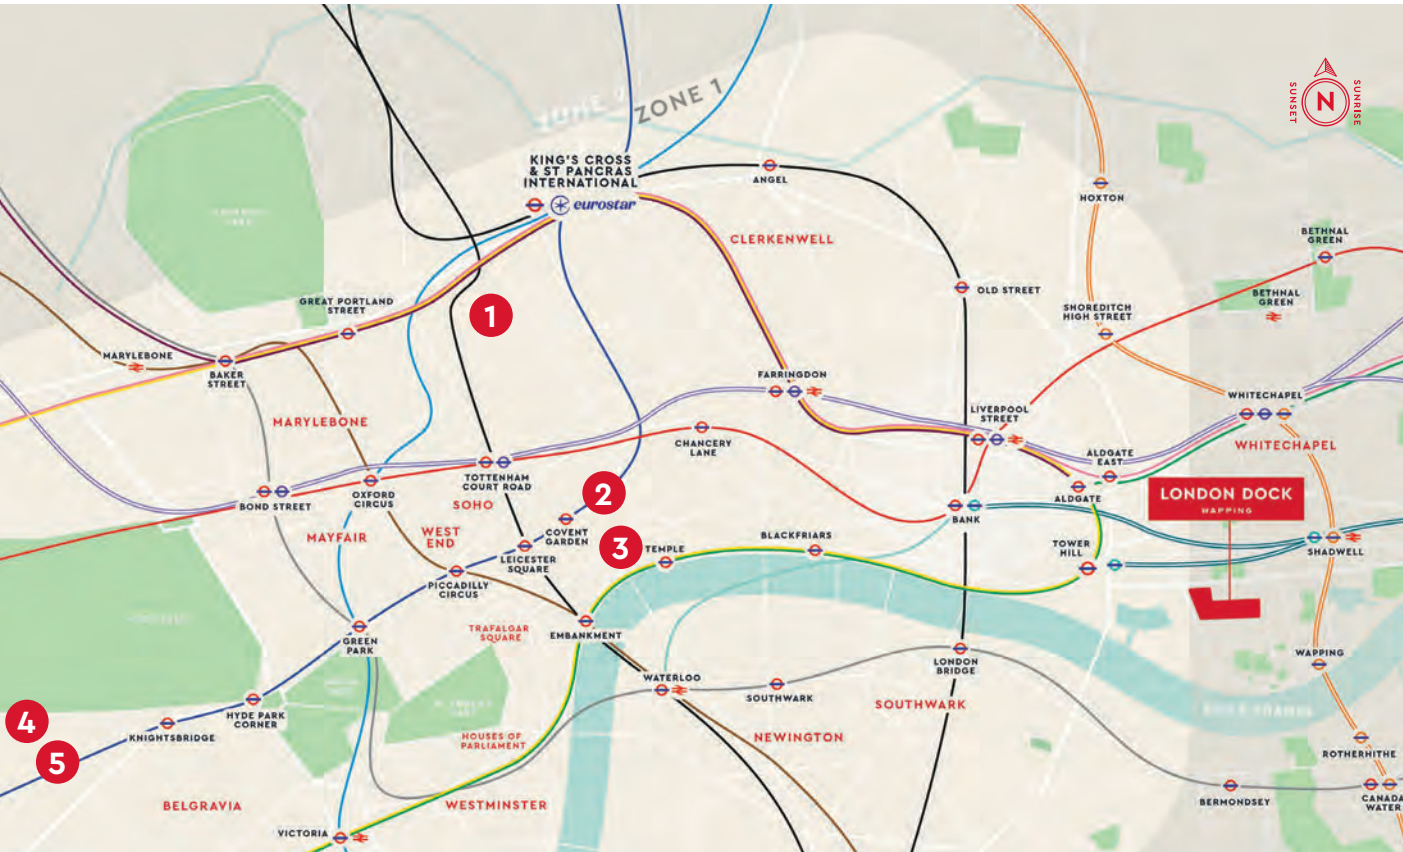 ZONE 1
SUNSET
N
SUNRISE
KING'S CROSS
& ST PANCRAS
INTERNATIONAL
eurostar
ANGEL
HOXTON
CLERKENWELL
BETHNAL
GREEN
OLD STREET
BETHNAL
GREEN
GREAT PORTLAND
STREET
SHOREDITCH
HIGH STREET
1
MARYLEBONE
BAKER
STREET
FARRINGDON
WHITECHAPEL
MARYLEBONE
LIVERPOOL
STREET
CHANCERY
LANE
WHITECHAPEL
ALDGATE
EAST
TOTTENHAM
COURT ROAD
OXFORD
CIRCUS
BOND STREET
SOHO
2
ALDGATE
LONDON DOCK
WAPPING
BANK
MAYFAIR
WEST
END
COVENT
GARDEN
3
TEMPLE
BLACKFRIARS
TOWER
HILL
SHADWELL
LEICESTER
SQUARE
PICCADILLY
CIRCUS
TRAFALGAR
SQUARE
EMBANKMENT
GREEN
PARK
WAPPING
LONDON
BRIDGE
WATERLOO
SOUTHWARK
SOUTHWARK
4
HYDE PARK
CORNER
KNIGHTSBRIDGE
HOUSES OF
PARLIAMENT
NEWINGTON
5
ROTHERHITHE
BELGRAVIA
WESTMINSTER
BERMONDSEY
CANADA
WATER
VICTORIA